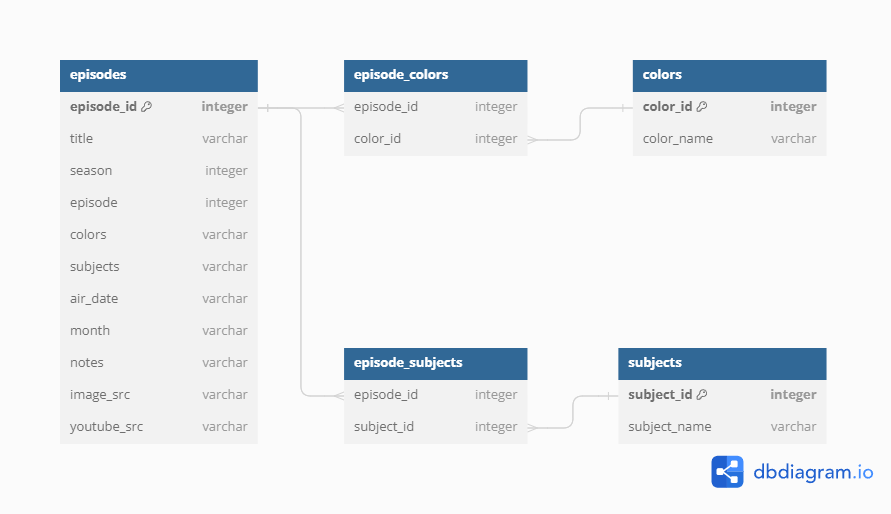 episodes
episode_id integer
title varchar
season integer
episode integer
colors varchar
subjects varchar
air_date varchar
month varchar
notes varchar
image_src varchar
youtube_src varchar
episode_colors
episode_id integer
color_id integer
colors
color_id integer
color_name varchar
episode_subjects
episode_id integer
subject_id integer
subjects
subject_id integer
subject_name varchar
dbdiagram.io